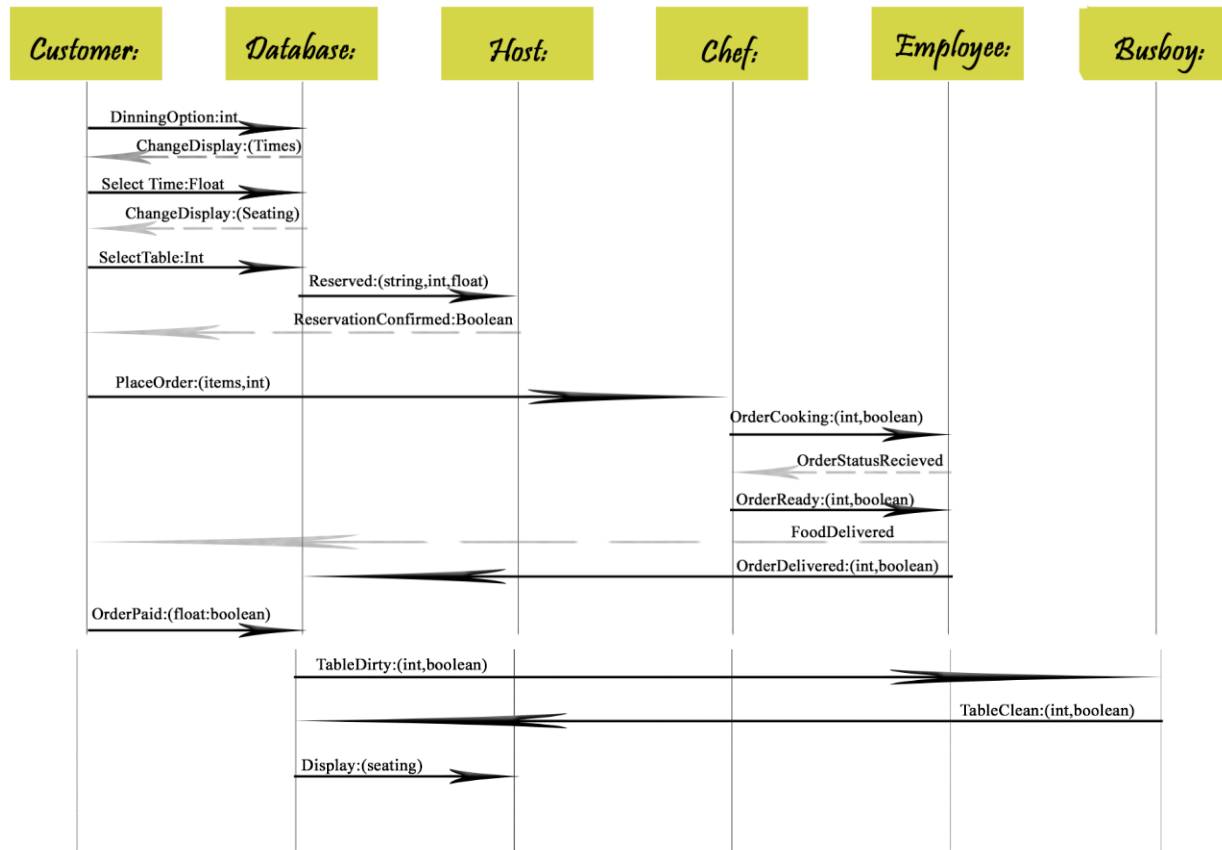 Customer:
Database:
Host:
Chef:
Employee:
Busboy:
DinningOption:int
ChangeDisplay:(Times)
Select Time:Float
ChangeDisplay:(Seating)
SelectTable:Int
Reserved:(string,int,float)
ReservationConfirmed:Boolean
PlaceOrder:(items,int)
OrderCooking:(int,boolean)
OrderStatusRecieved
OrderReady:(int,boolean)
FoodDelivered
OrderDelivered:(int,boolean)
OrderPaid:(float:boolean)
TableDirty:(int,boolean)
TableClean:(int,boolean)
Display:(seating)